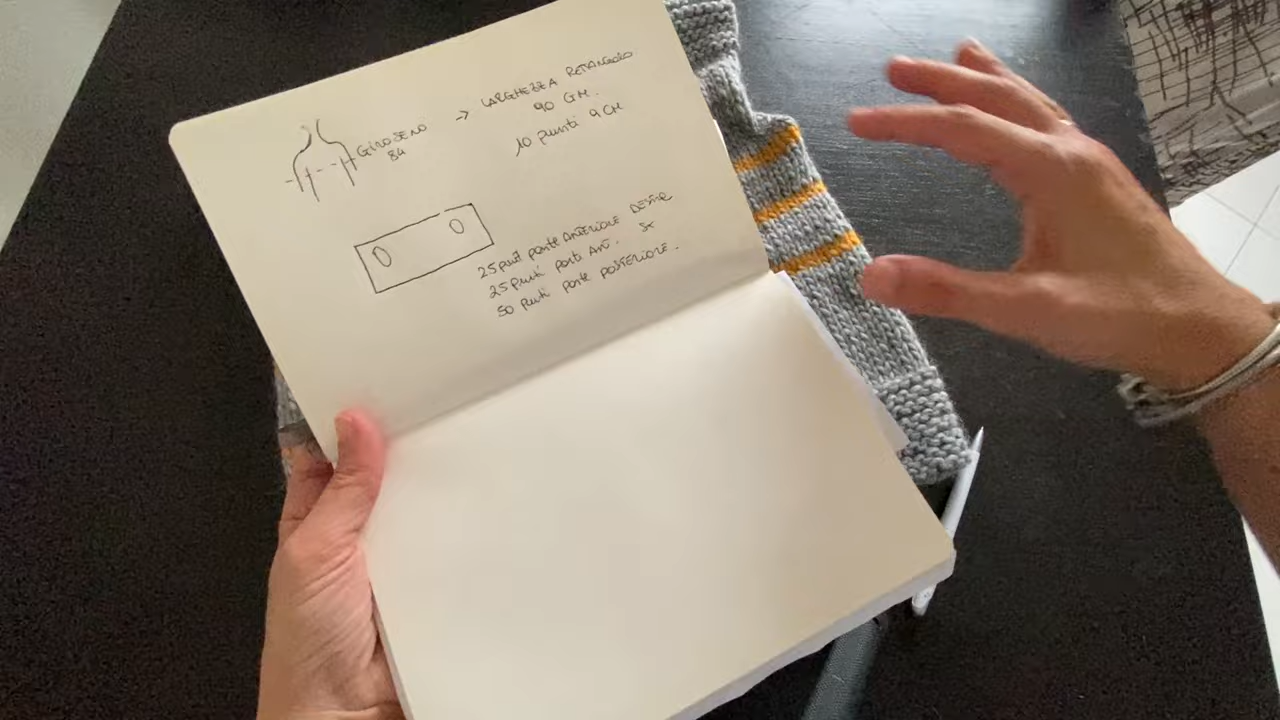 GIROSENO → LARGHEZZA RETTANGOLO
84
90 CM.
10 punti 9 CM
25 punti parte ANTERIORE DESTRA
25 punti parte ANT. SX
50 punti parte POSTERIORE.